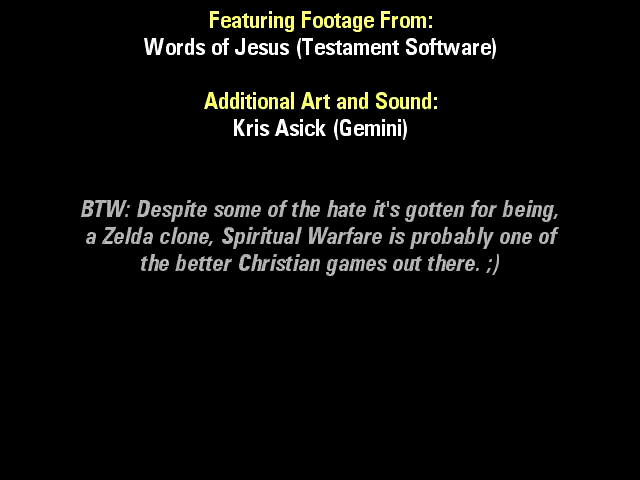 Featuring Footage From:
Words of Jesus (Testament Software)
Additional Art and Sound:
Kris Asick (Gemini)
BTW: Despite some of the hate it's gotten for being,
a Zelda clone, Spiritual Warfare is probably one of
the better Christian games out there. ;)